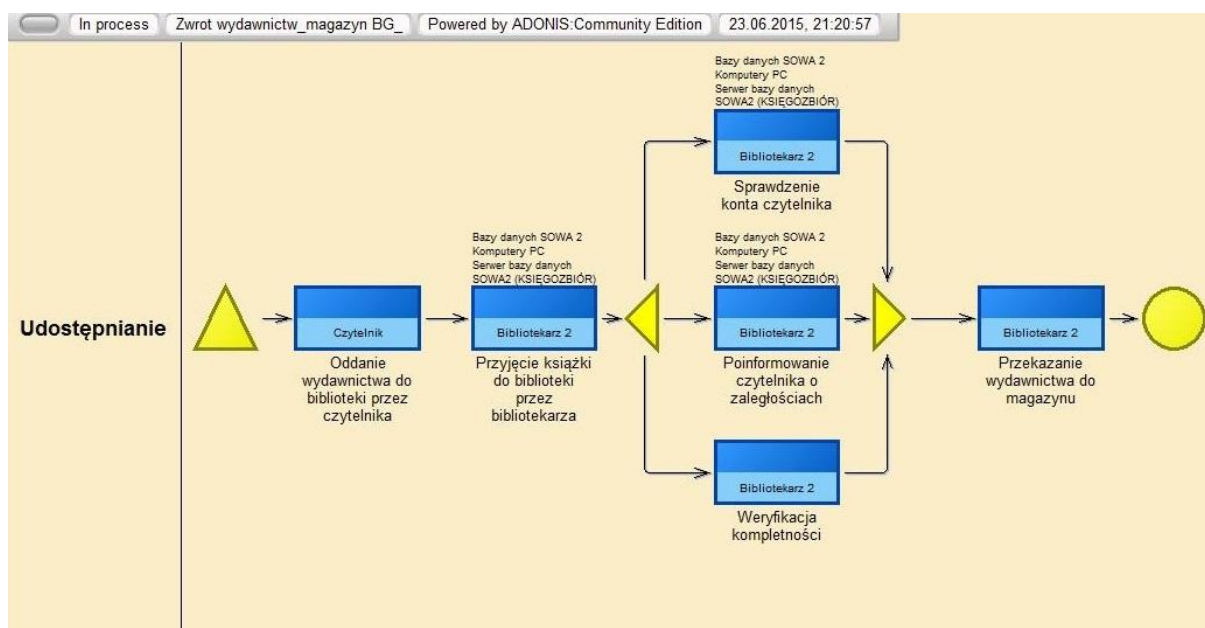 In process Zwrot wydawnictw_magazyn BG_ Powered by ADONIS:Community Edition 23.06.2015, 21:20:57
Udostępnianie
Czytelnik
Oddanie
wydawnictwa do
biblioteki przez
czytelnika
Bazy danych SOWA 2
Komputery PC
Serwer bazy danych
SOWA2 (KSIĘGOZBIÓR)
Bibliotekarz 2
Przyjęcie książki
do biblioteki
przez
bibliotekarza
Bazy danych SOWA 2
Komputery PC
Serwer bazy danych
SOWA2 (KSIĘGOZBIÓR)
Bibliotekarz 2
Sprawdzenie
konta czytelnika
Bazy danych SOWA 2
Komputery PC
Serwer bazy danych
SOWA2 (KSIĘGOZBIÓR)
Bibliotekarz 2
Poinformowanie
czytelnika o
zaległościach
Bibliotekarz 2
Weryfikacja
kompletności
Bibliotekarz 2
Przekazanie
wydawnictwa do
magazynu